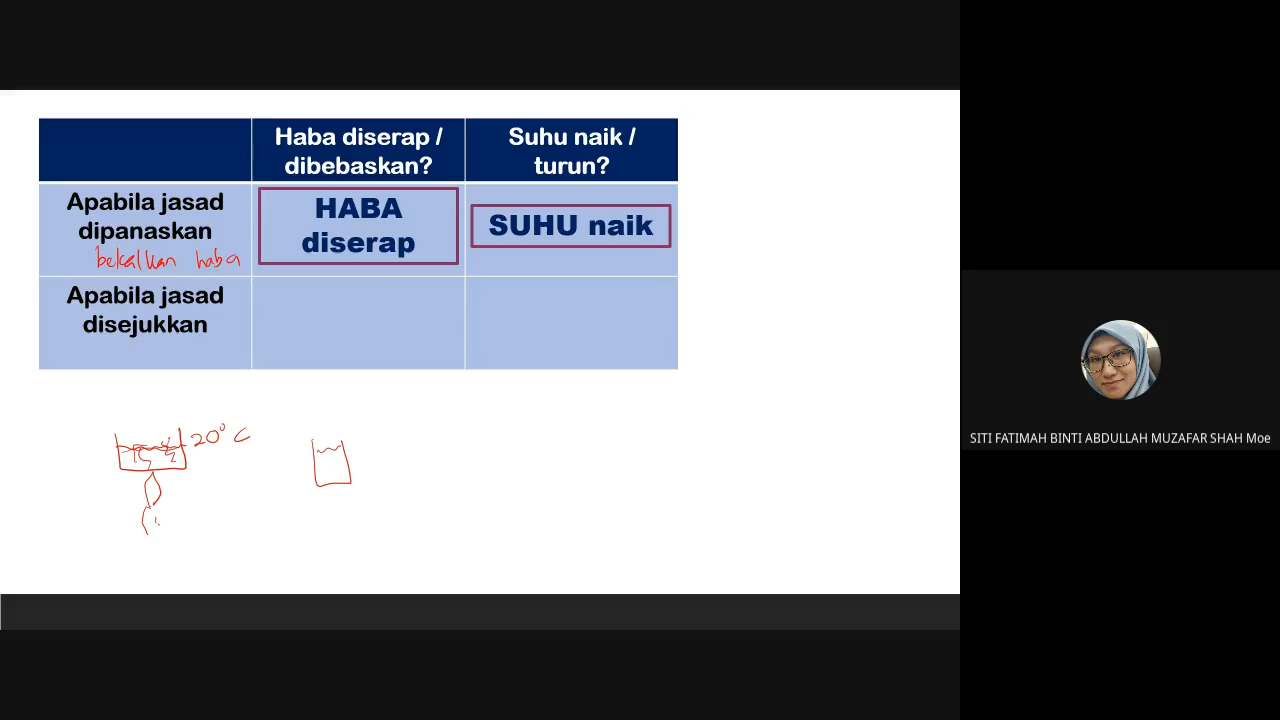 Haba diserap /
dibebaskan?
Suhu naik /
turun?
Apabila jasad
dipanaskan
bekalkan haba
HABA
diserap
SUHU naik
Apabila jasad
disejukkan
20° C
SITI FATIMAH BINTI ABDULLAH MUZAFAR SHAH Moe